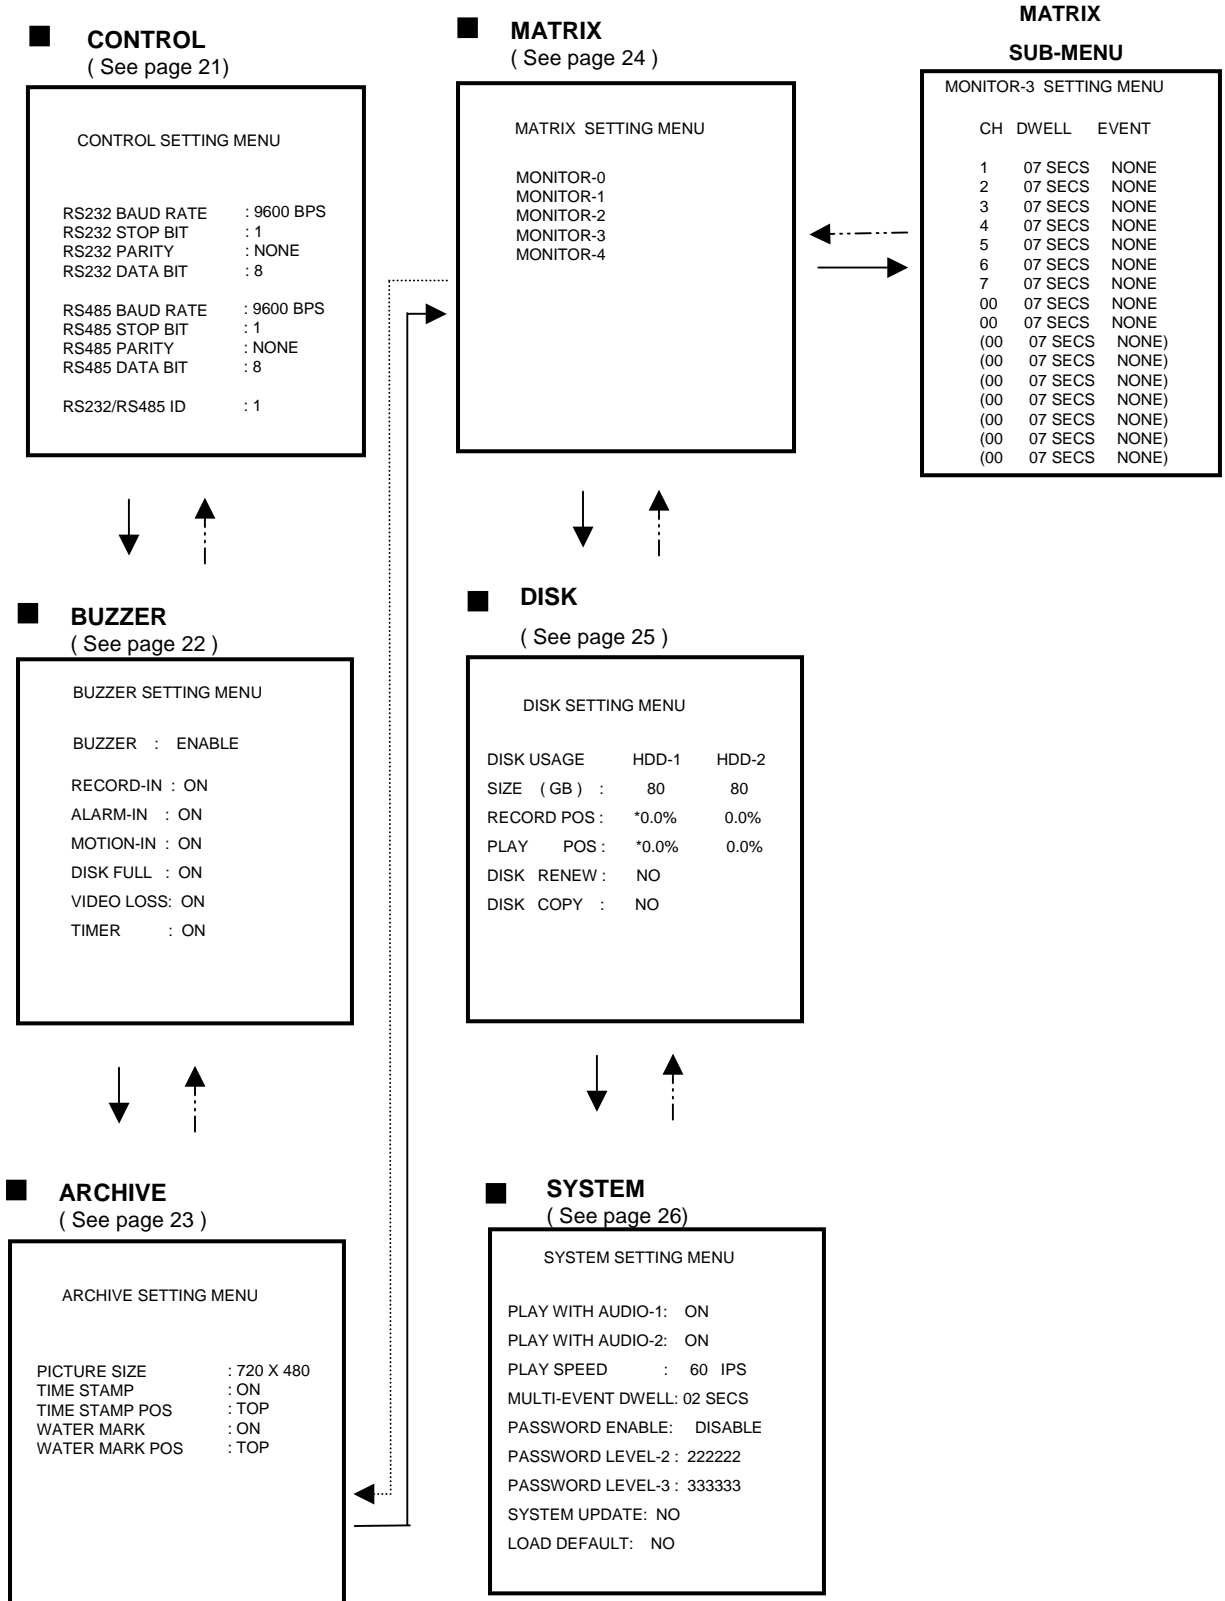 CONTROL
( See page 21)
CONTROL SETTING MENU
RS232 BAUD RATE : 9600 BPS
RS232 STOP BIT : 1
RS232 PARITY : NONE
RS232 DATA BIT : 8
RS485 BAUD RATE : 9600 BPS
RS485 STOP BIT : 1
RS485 PARITY : NONE
RS485 DATA BIT : 8
RS232/RS485 ID : 1
BUZZER
( See page 22 )
BUZZER SETTING MENU
BUZZER : ENABLE
RECORD-IN : ON
ALARM-IN : ON
MOTION-IN : ON
DISK FULL : ON
VIDEO LOSS: ON
TIMER : ON
ARCHIVE
( See page 23 )
ARCHIVE SETTING MENU
PICTURE SIZE : 720 X 480
TIME STAMP : ON
TIME STAMP POS : TOP
WATER MARK : ON
WATER MARK POS : TOP
MATRIX
( See page 24 )
MATRIX SETTING MENU
MONITOR-0
MONITOR-1
MONITOR-2
MONITOR-3
MONITOR-4
MATRIX
SUB-MENU
MONITOR-3 SETTING MENU
CH DWELL EVENT
1 07 SECS NONE
2 07 SECS NONE
3 07 SECS NONE
4 07 SECS NONE
5 07 SECS NONE
6 07 SECS NONE
7 07 SECS NONE
00 07 SECS NONE
00 07 SECS NONE
(00 07 SECS NONE)
(00 07 SECS NONE)
(00 07 SECS NONE)
(00 07 SECS NONE)
(00 07 SECS NONE)
(00 07 SECS NONE)
(00 07 SECS NONE)
DISK
( See page 25 )
DISK SETTING MENU
DISK USAGE HDD-1 HDD-2
SIZE ( GB ) : 80 80
RECORD POS : *0.0% 0.0%
PLAY POS : *0.0% 0.0%
DISK RENEW : NO
DISK COPY : NO
SYSTEM
( See page 26)
SYSTEM SETTING MENU
PLAY WITH AUDIO-1: ON
PLAY WITH AUDIO-2: ON
PLAY SPEED : 60 IPS
MULTI-EVENT DWELL: 02 SECS
PASSWORD ENABLE: DISABLE
PASSWORD LEVEL-2 : 222222
PASSWORD LEVEL-3 : 333333
SYSTEM UPDATE: NO
LOAD DEFAULT: NO